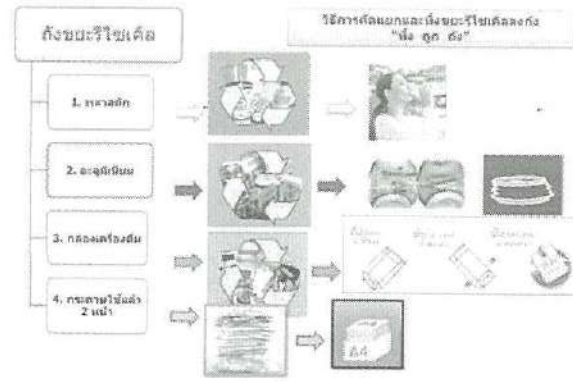 ถังขยะรีไซเคิล
วิธีการคัดแยกและทิ้งขยะรีไซเคิลลงถัง
"ทิ้ง ถูก ถัง"
1. พลาสติก
2. อะลูมิเนียม
3. กล่องเครื่องดื่ม
4. กระดาษใช้แล้ว
2 หน้า
A4